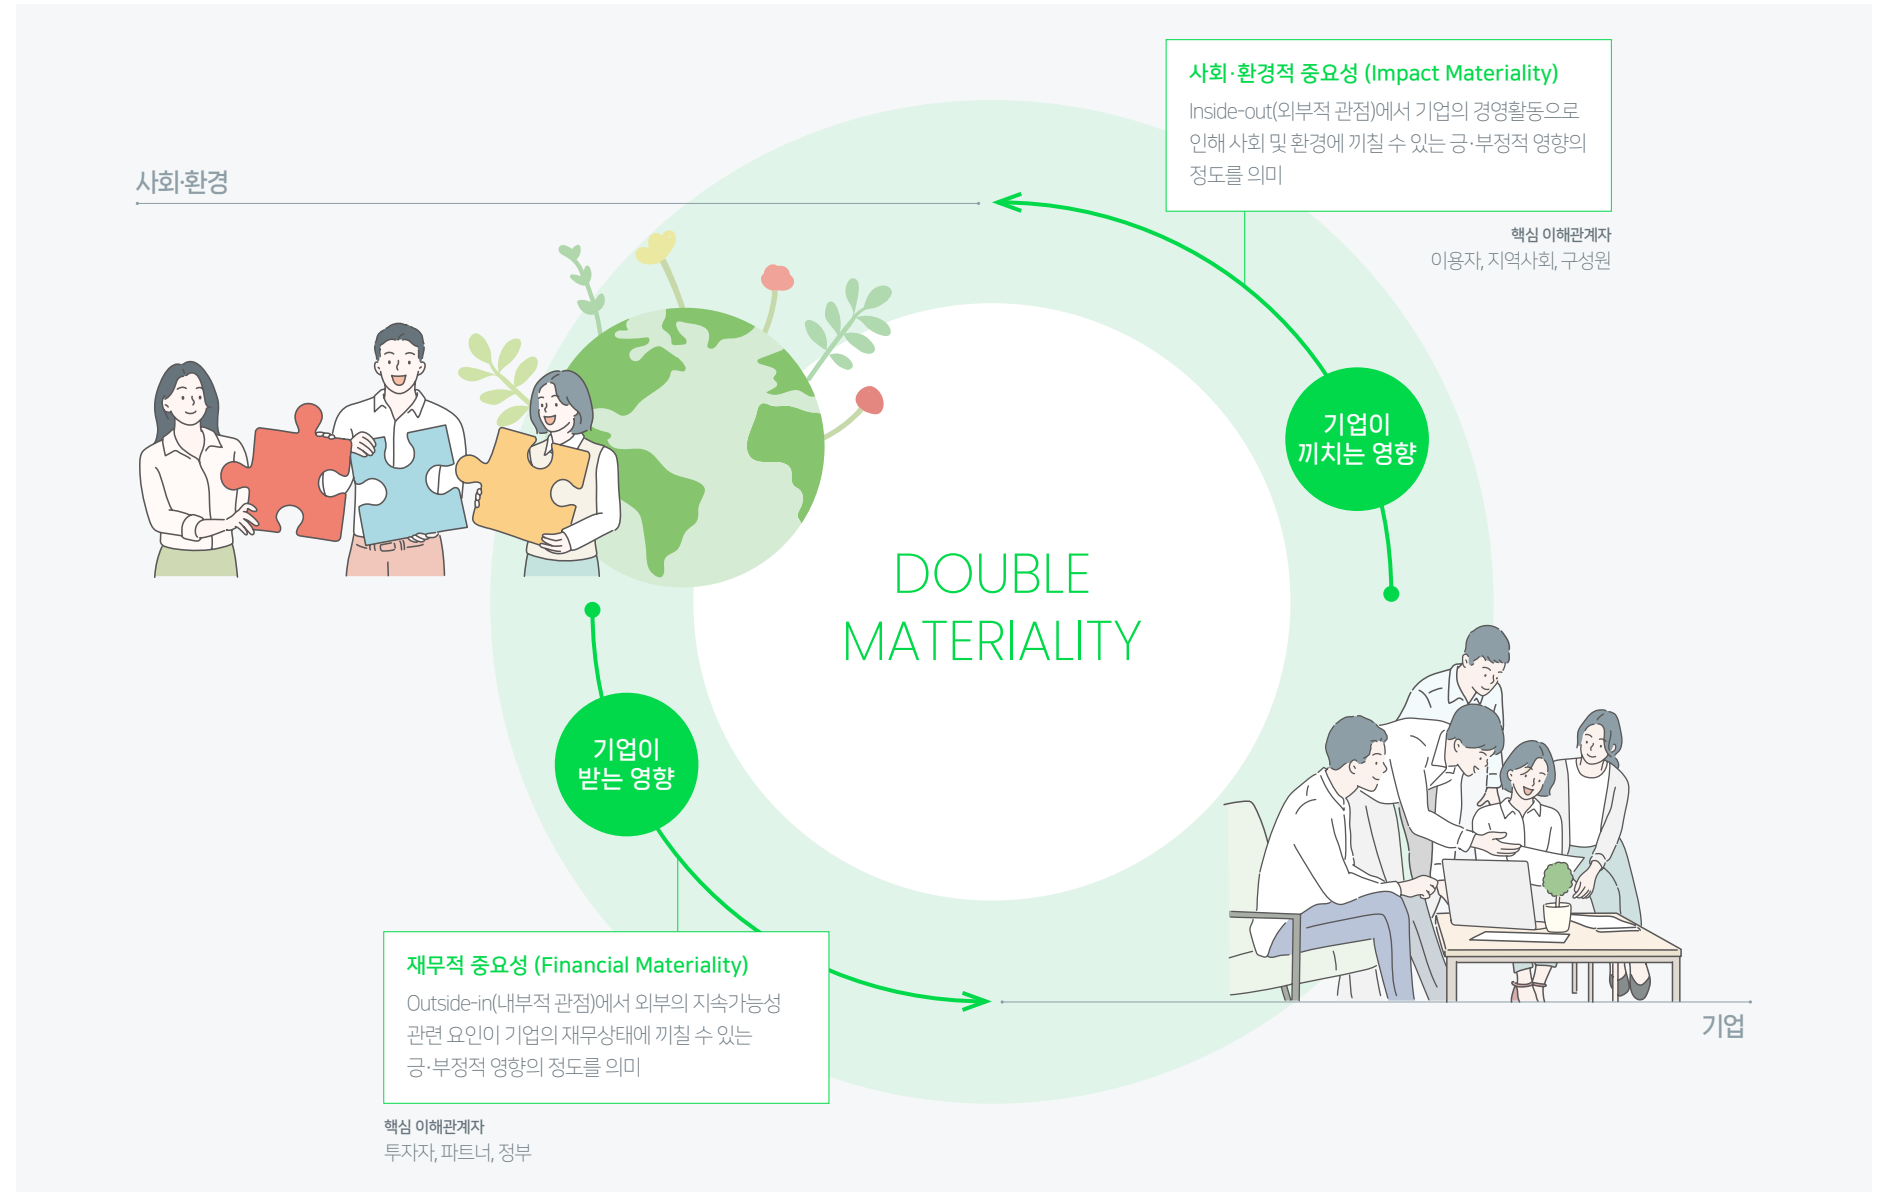 사회·환경적 중요성 (Impact Materiality)
Inside-out(외부적 관점)에서 기업의 경영활동으로
인해 사회 및 환경에 끼칠 수 있는 긍·부정적 영향의
정도를 의미
핵심 이해관계자
이용자, 지역사회, 구성원
사회·환경
기업이
끼치는 영향
DOUBLE
MATERIALITY
기업이
받는 영향
재무적 중요성 (Financial Materiality)
Outside-in(내부적 관점)에서 외부의 지속가능성
관련 요인이 기업의 재무상태에 끼칠 수 있는
긍·부정적 영향의 정도를 의미
핵심 이해관계자
투자자, 파트너, 정부
기업